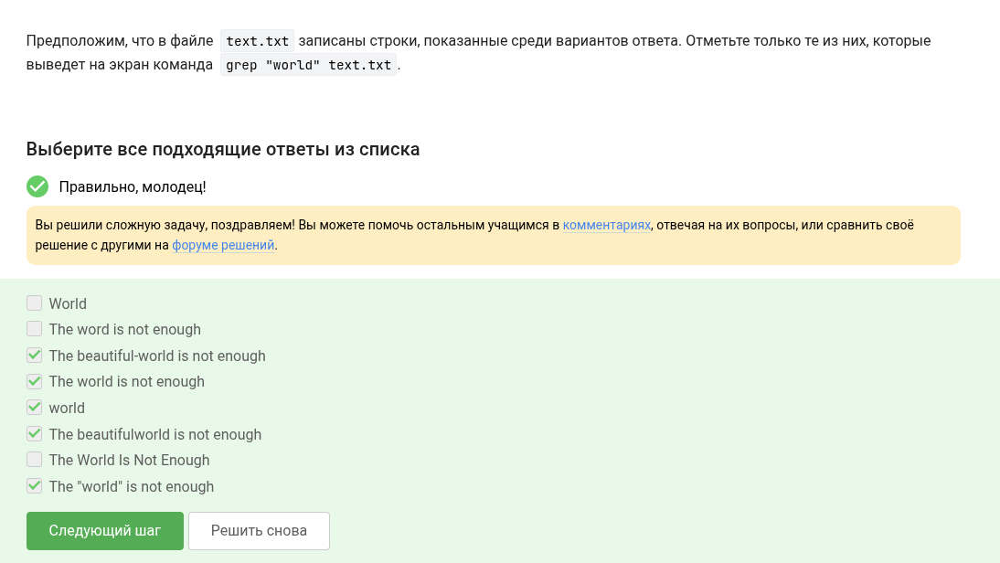 Предположим, что в файле text.txt записаны строки, показанные среди вариантов ответа. Отметьте только те из них, которые
выведет на экран команда grep "world" text.txt.
Выберите все подходящие ответы из списка
Правильно, молодец!
Вы решили сложную задачу, поздравляем! Вы можете помочь остальным учащимся в комментариях, отвечая на их вопросы, или сравнить своё
решение с другими на форуме решений.
World
The word is not enough
The beautiful-world is not enough
The world is not enough
world
The beautifulworld is not enough
The World Is Not Enough
The "world" is not enough
Следующий шаг
Решить снова